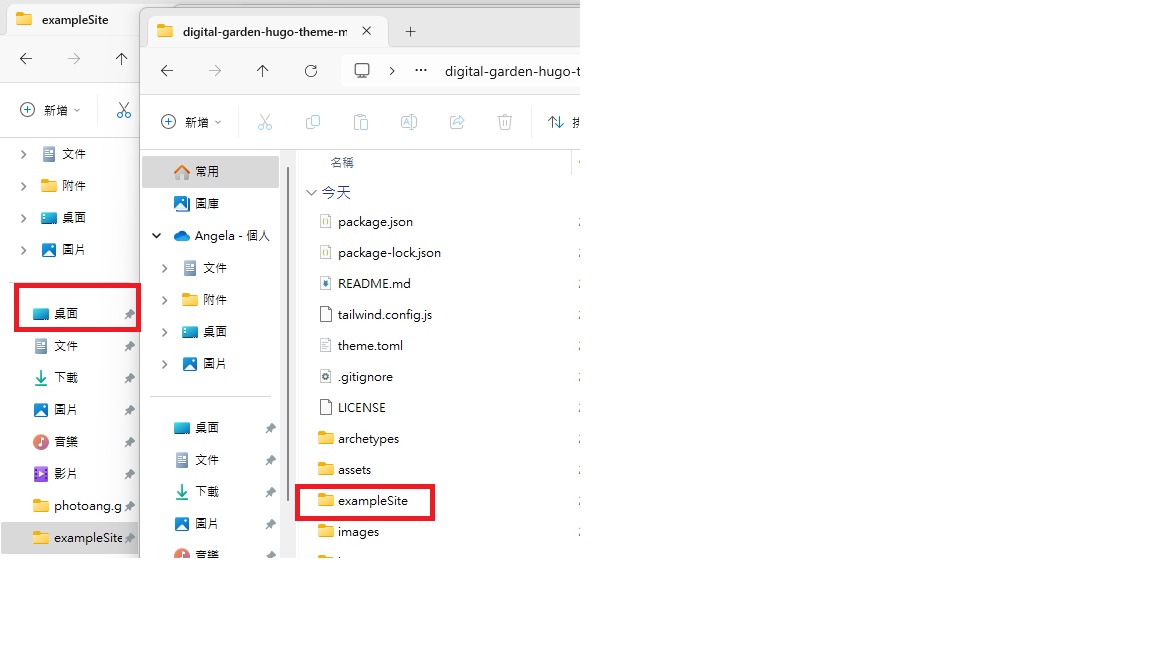 exampleSite
新增
文件
附件
桌面
圖片
桌面
文件
下載
圖片
音樂
影片
photoang.g
exampleSite
digital-garden-hugo-theme-m
digital-garden-hugo-t
新增
常用
圖庫
Angela - 個人
文件
附件
桌面
圖片
桌面
文件
下載
圖片
音樂
名稱
今天
package.json
package-lock.json
README.md
tailwind.config.js
theme.toml
.gitignore
LICENSE
archetypes
assets
exampleSite
images